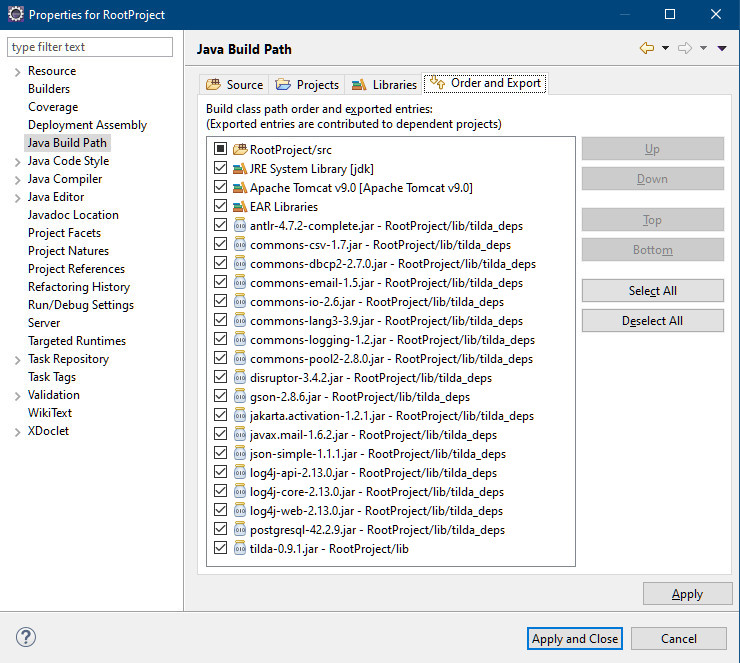 Properties for RootProject
type filter text
Resource
Builders
Coverage
Deployment Assembly
Java Build Path
Java Code Style
Java Compiler
Java Editor
Javadoc Location
Project Facets
Project Natures
Project References
Refactoring History
Run/Debug Settings
Server
Targeted Runtimes
Task Repository
Task Tags
Validation
WikiText
XDoclet
Java Build Path
Source
Projects
Libraries
Order and Export
Build class path order and exported entries:
(Exported entries are contributed to dependent projects)
RootProject/src
JRE System Library [jdk]
Apache Tomcat v9.0 [Apache Tomcat v9.0]
EAR Libraries
antlr-4.7.2-complete.jar - RootProject/lib/tilda_deps
commons-csv-1.7.jar - RootProject/lib/tilda_deps
commons-dbcp2-2.7.0.jar - RootProject/lib/tilda_deps
commons-email-1.5.jar - RootProject/lib/tilda_deps
commons-io-2.6.jar - RootProject/lib/tilda_deps
commons-lang3-3.9.jar - RootProject/lib/tilda_deps
commons-logging-1.2.jar - RootProject/lib/tilda_deps
commons-pool2-2.8.0.jar - RootProject/lib/tilda_deps
disruptor-3.4.2.jar - RootProject/lib/tilda_deps
gson-2.8.6.jar - RootProject/lib/tilda_deps
jakarta.activation-1.2.1.jar - RootProject/lib/tilda_deps
javax.mail-1.6.2.jar - RootProject/lib/tilda_deps
json-simple-1.1.1.jar - RootProject/lib/tilda_deps
log4j-api-2.13.0.jar - RootProject/lib/tilda_deps
log4j-core-2.13.0.jar - RootProject/lib/tilda_deps
log4j-web-2.13.0.jar - RootProject/lib/tilda_deps
postgresql-42.2.9.jar - RootProject/lib/tilda_deps
tilda-0.9.1.jar - RootProject/lib
Up
Down
Top
Bottom
Select All
Deselect All
Apply
Apply and Close
Cancel